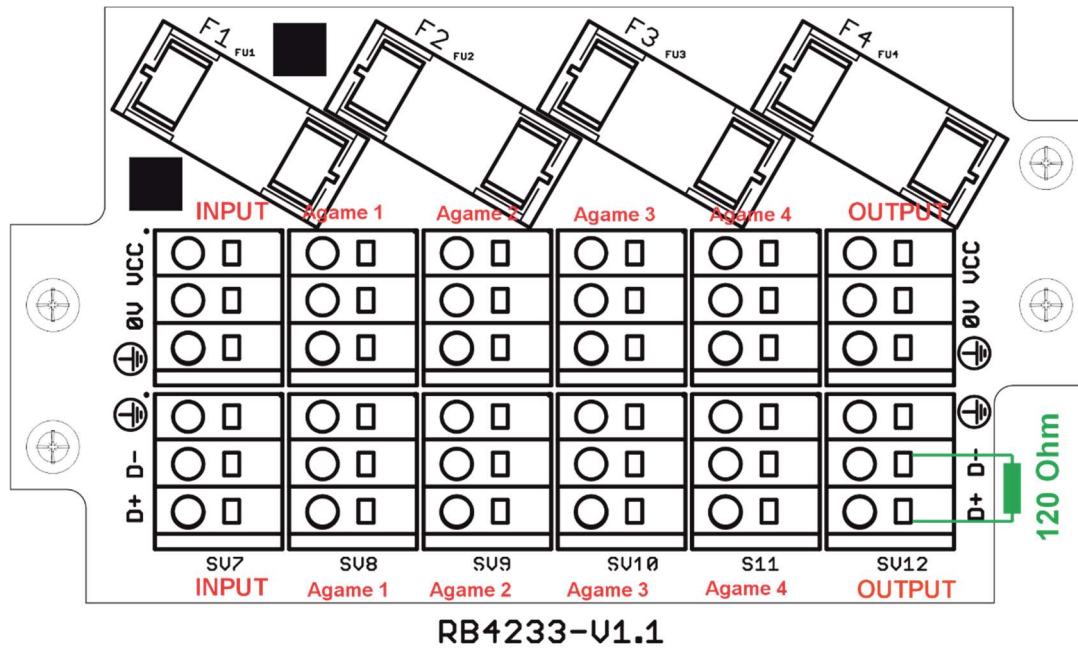 F1 FU1
F2 FU2
F3 FU3
F4 FU4
INPUT Agame 1 Agame 2 Agame 3 Agame 4 OUTPUT
VCC VCC
0V 0V
D- D-
D+ D+
120 Ohm
SV7 SV8 SV9 SV10 S11 SV12
INPUT Agame 1 Agame 2 Agame 3 Agame 4 OUTPUT
RB4233-V1.1